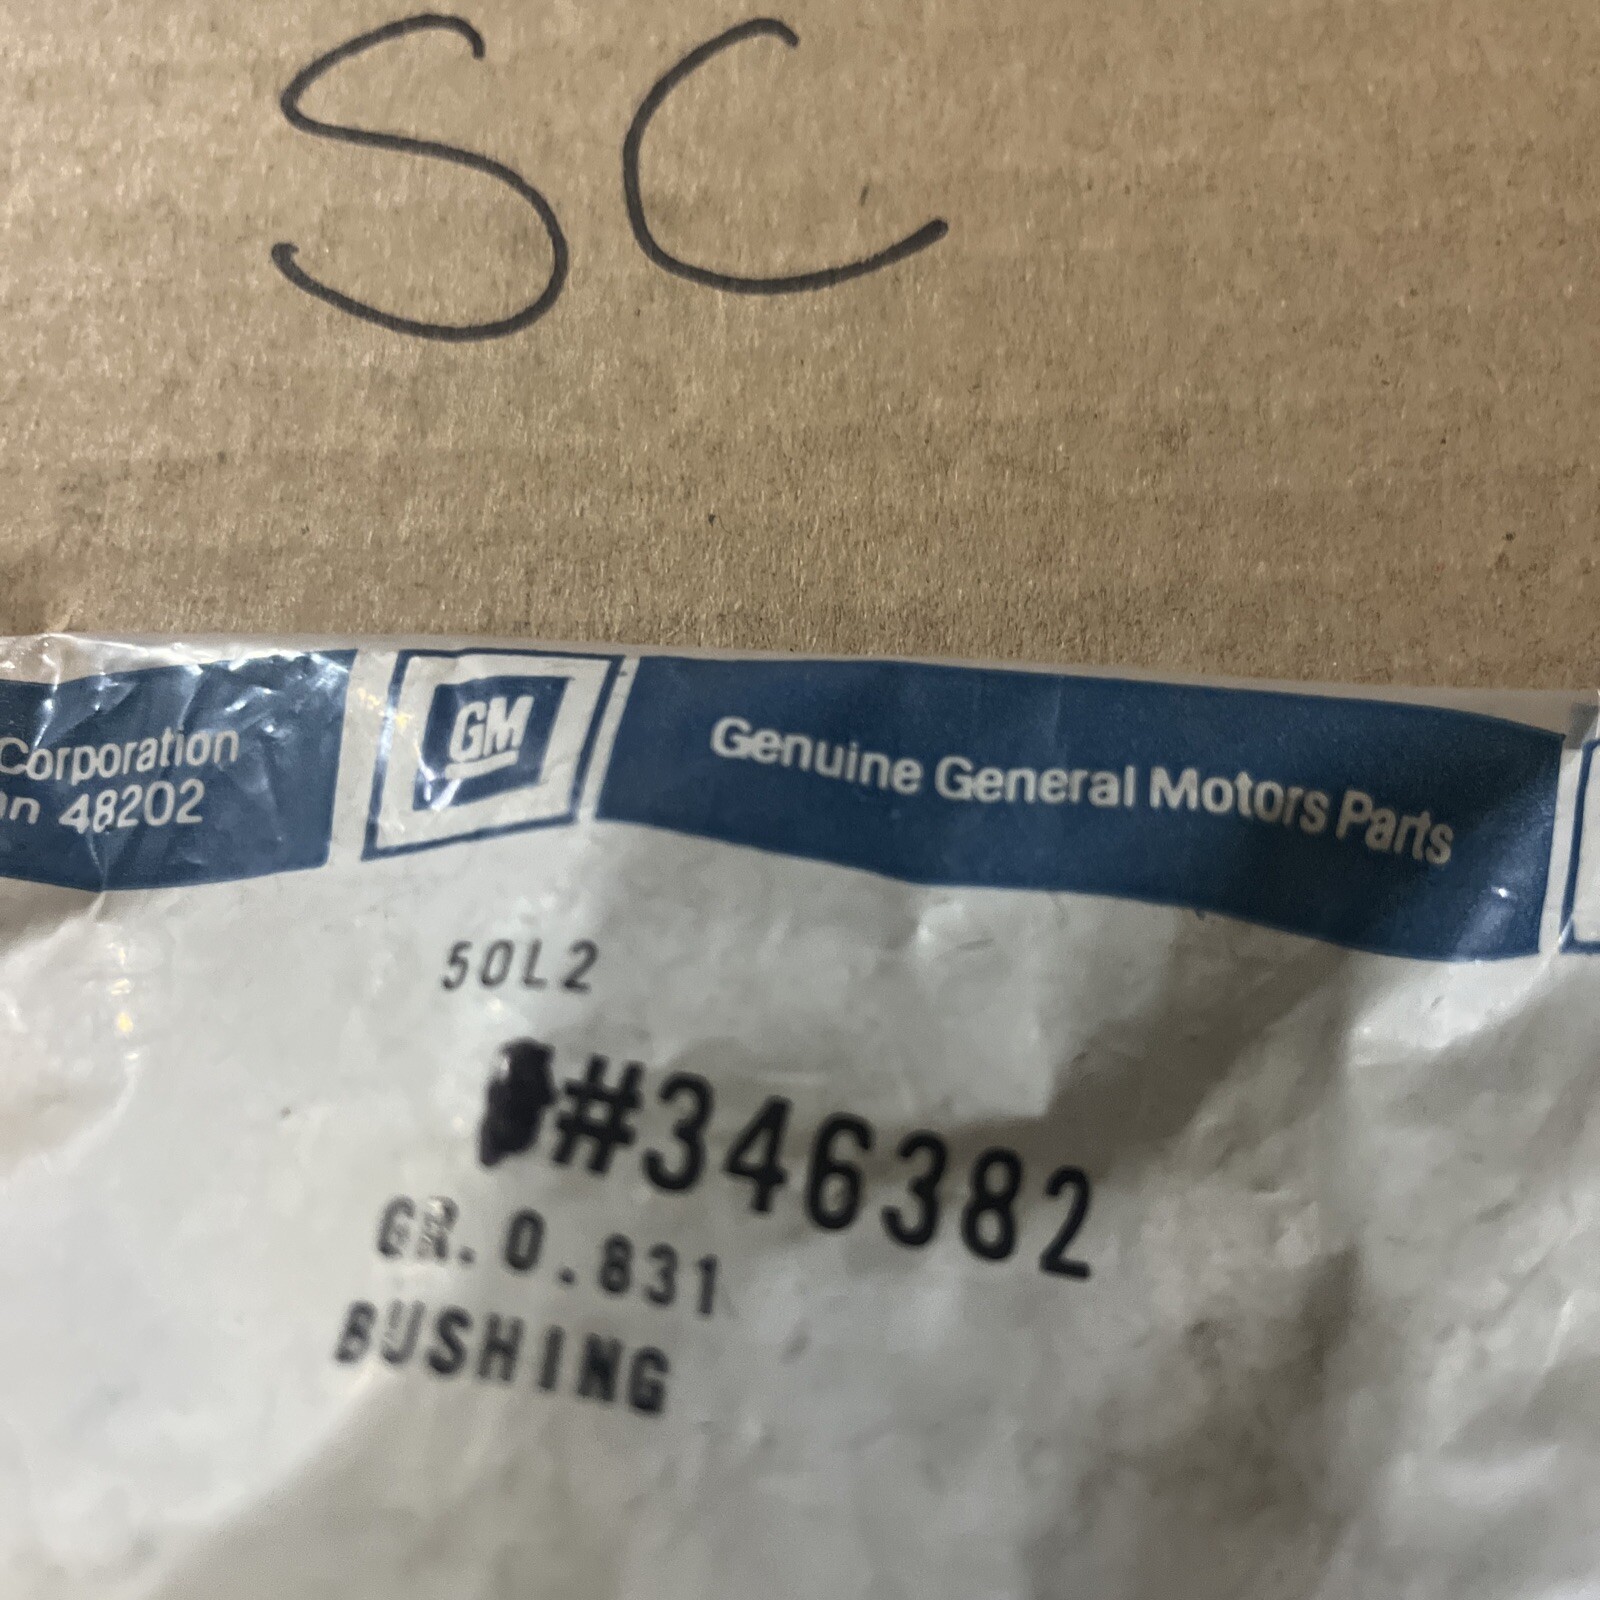 SC
Corporation
48202
GM
Genuine General Motors Parts
50L2
#346382
GR. 0.831
BUSHING